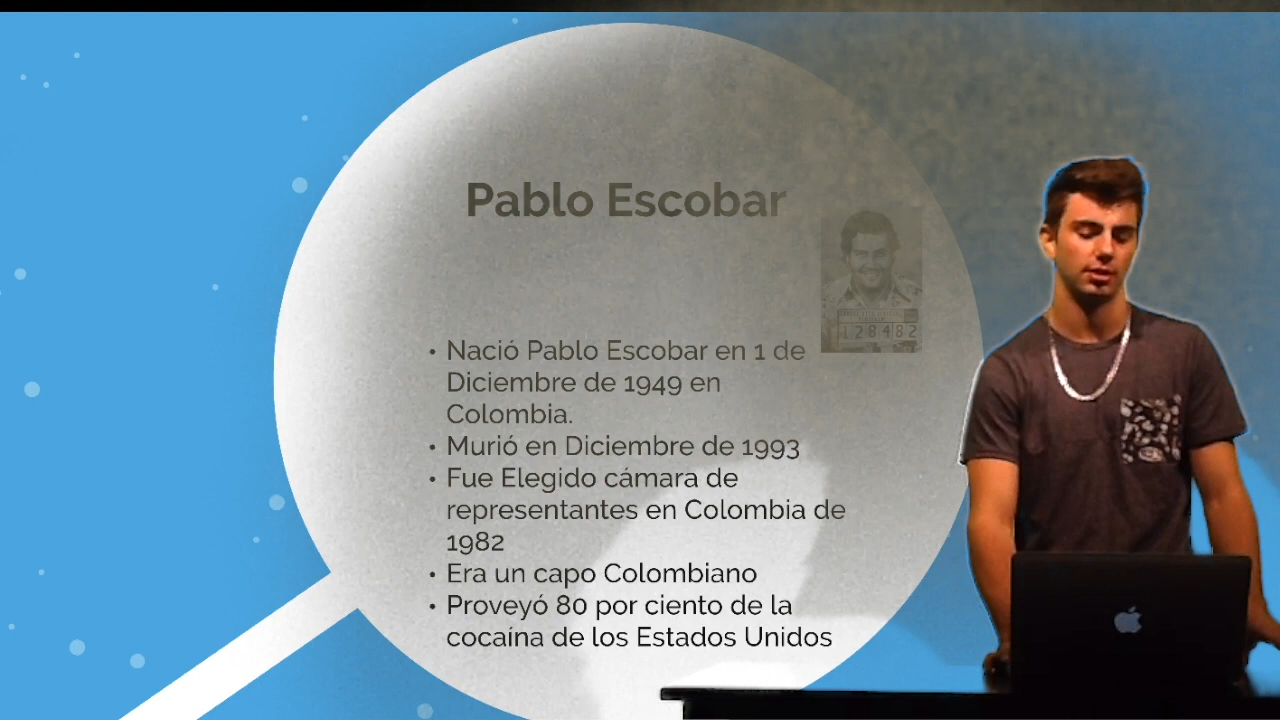 Pablo Escobar
128482
• Nació Pablo Escobar en 1 de
Diciembre de 1949 en
Colombia.
• Murió en Diciembre de 1993
• Fue Elegido cámara de
representantes en Colombia de
1982
• Era un capo Colombiano
• Proveyó 80 por ciento de la
cocaína de los Estados Unidos